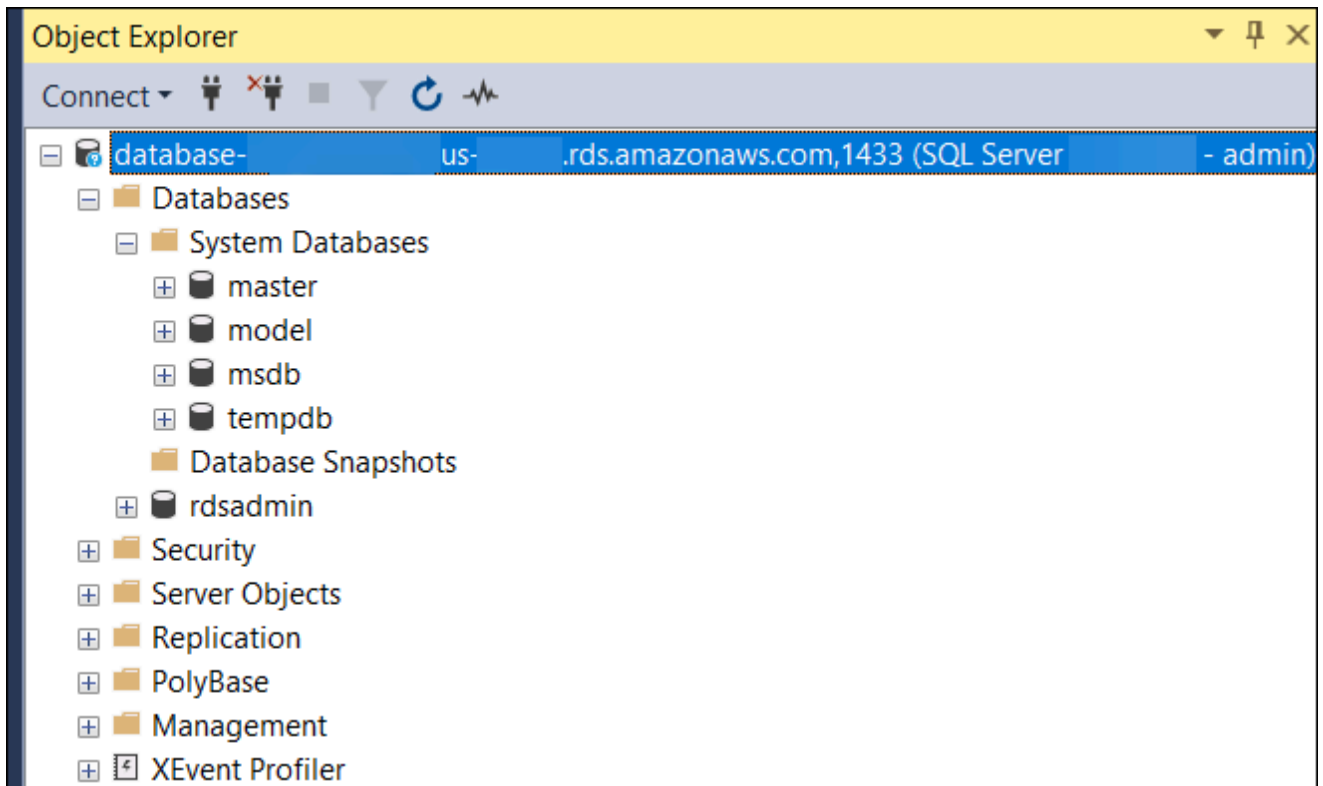 Object Explorer
Connect
database- us- .rds.amazonaws.com,1433 (SQL Server - admin)
Databases
System Databases
master
model
msdb
tempdb
Database Snapshots
rdsadmin
Security
Server Objects
Replication
PolyBase
Management
XEvent Profiler